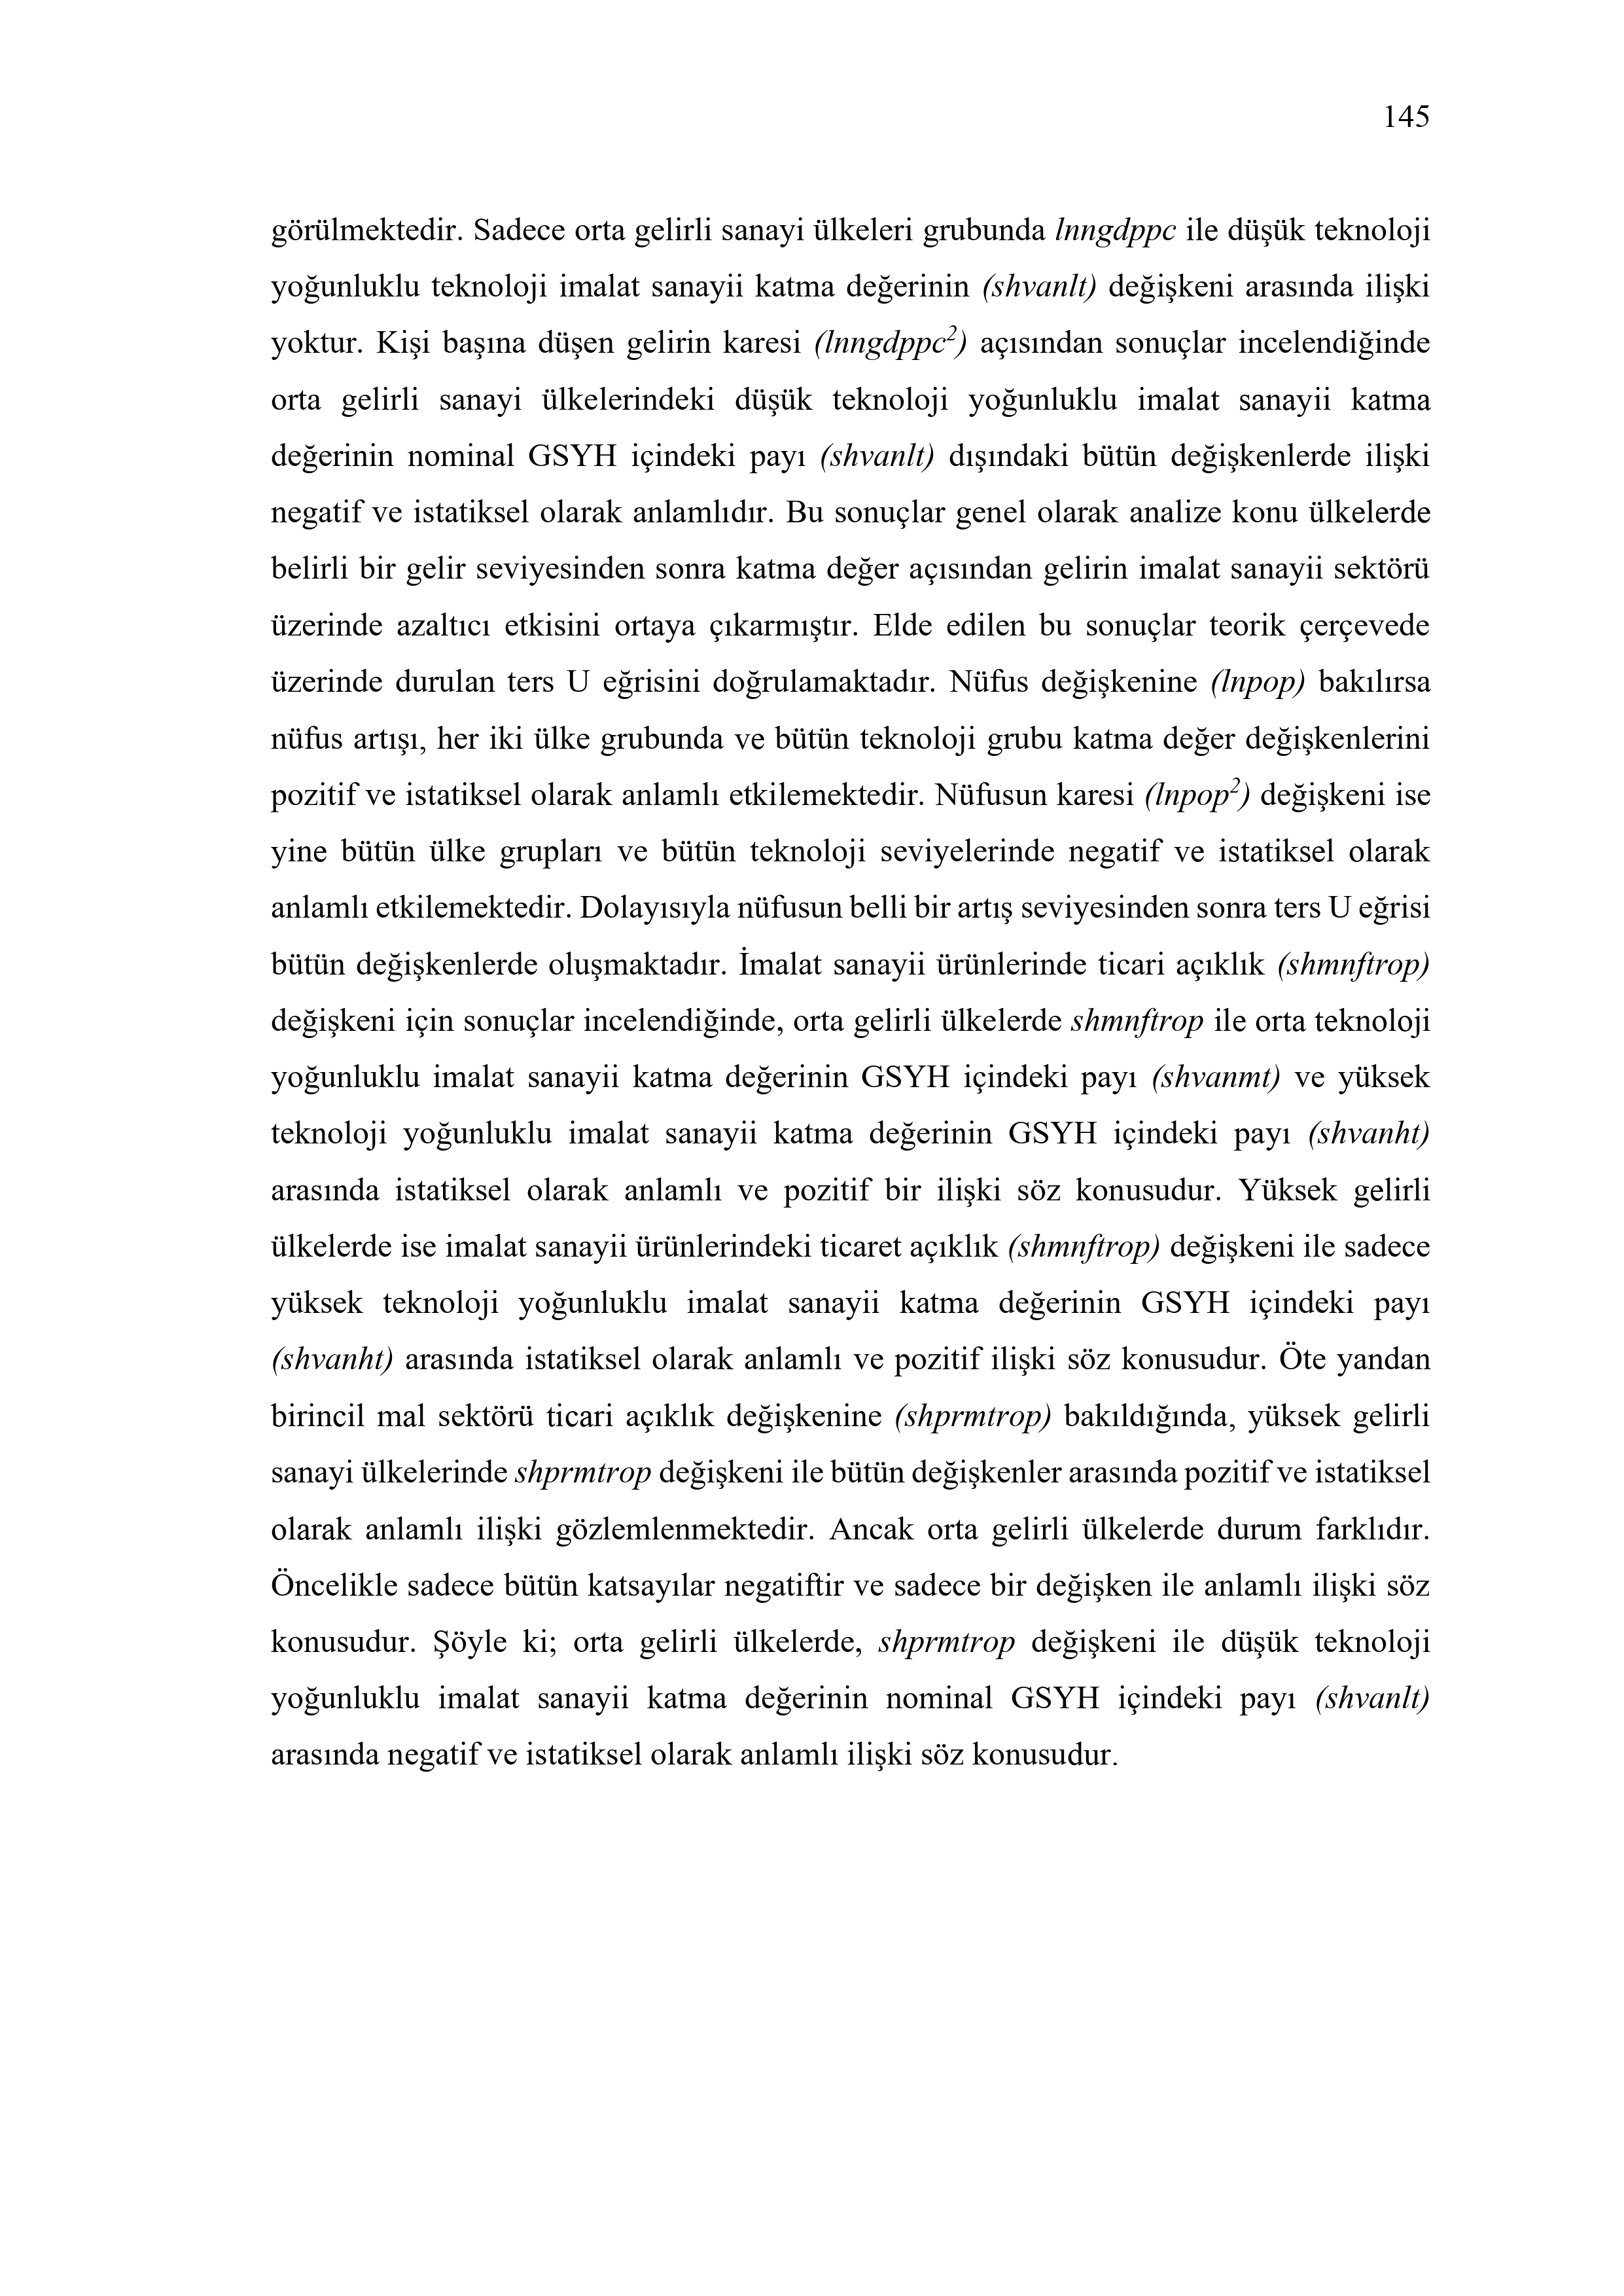 145
görülmektedir. Sadece orta gelirli sanayi ülkeleri grubunda lnngdppc ile düşük teknoloji
yoğunluklu teknoloji imalat sanayii katma değerinin (shvanlt) değişkeni arasında ilişki
yoktur. Kişi başına düşen gelirin karesi (lnngdppc²) açısından sonuçlar incelendiğinde
orta gelirli sanayi ülkelerindeki düşük teknoloji yoğunluklu imalat sanayii katma
değerinin nominal GSYH içindeki payı (shvanlt) dışındaki bütün değişkenlerde ilişki
negatif ve istatiksel olarak anlamlıdır. Bu sonuçlar genel olarak analize konu ülkelerde
belirli bir gelir seviyesinden sonra katma değer açısından gelirin imalat sanayii sektörü
üzerinde azaltıcı etkisini ortaya çıkarmıştır. Elde edilen bu sonuçlar teorik çerçevede
üzerinde durulan ters U eğrisini doğrulamaktadır. Nüfus değişkenine (lnpop) bakılırsa
nüfus artışı, her iki ülke grubunda ve bütün teknoloji grubu katma değer değişkenlerini
pozitif ve istatiksel olarak anlamlı etkilemektedir. Nüfusun karesi (lnpop²) değişkeni ise
yine bütün ülke grupları ve bütün teknoloji seviyelerinde negatif ve istatiksel olarak
anlamlı etkilemektedir. Dolayısıyla nüfusun belli bir artış seviyesinden sonra ters U eğrisi
bütün değişkenlerde oluşmaktadır. İmalat sanayii ürünlerinde ticari açıklık (shmnftrop)
değişkeni için sonuçlar incelendiğinde, orta gelirli ülkelerde shmnftrop ile orta teknoloji
yoğunluklu imalat sanayii katma değerinin GSYH içindeki payı (shvanmt) ve yüksek
teknoloji yoğunluklu imalat sanayii katma değerinin GSYH içindeki payı (shvanht)
arasında istatiksel olarak anlamlı ve pozitif bir ilişki söz konusudur. Yüksek gelirli
ülkelerde ise imalat sanayii ürünlerindeki ticaret açıklık (shmnftrop) değişkeni ile sadece
yüksek teknoloji yoğunluklu imalat sanayii katma değerinin GSYH içindeki payı
(shvanht) arasında istatiksel olarak anlamlı ve pozitif ilişki söz konusudur. Öte yandan
birincil mal sektörü ticari açıklık değişkenine (shprmtrop) bakıldığında, yüksek gelirli
sanayi ülkelerinde shprmtrop değişkeni ile bütün değişkenler arasında pozitif ve istatiksel
olarak anlamlı ilişki gözlemlenmektedir. Ancak orta gelirli ülkelerde durum farklıdır.
Öncelikle sadece bütün katsayılar negatiftir ve sadece bir değişken ile anlamlı ilişki söz
konusudur. Şöyle ki; orta gelirli ülkelerde, shprmtrop değişkeni ile düşük teknoloji
yoğunluklu imalat sanayii katma değerinin nominal GSYH içindeki payı (shvanlt)
arasında negatif ve istatiksel olarak anlamlı ilişki söz konusudur.